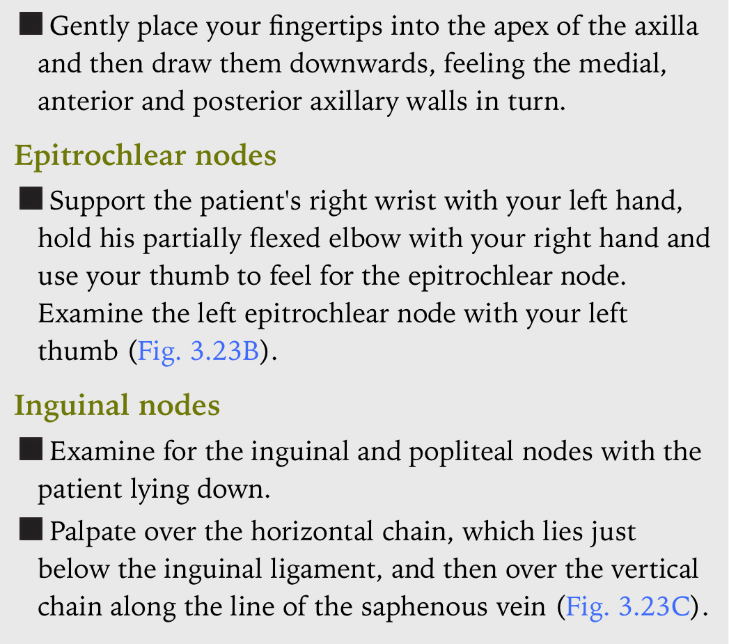 ■ Gently place your fingertips into the apex of the axilla
and then draw them downwards, feeling the medial,
anterior and posterior axillary walls in turn.
Epitrochlear nodes
■ Support the patient's right wrist with your left hand,
hold his partially flexed elbow with your right hand and
use your thumb to feel for the epitrochlear node.
Examine the left epitrochlear node with your left
thumb (Fig. 3.23B).
Inguinal nodes
■ Examine for the inguinal and popliteal nodes with the
patient lying down.
■ Palpate over the horizontal chain, which lies just
below the inguinal ligament, and then over the vertical
chain along the line of the saphenous vein (Fig. 3.23C).